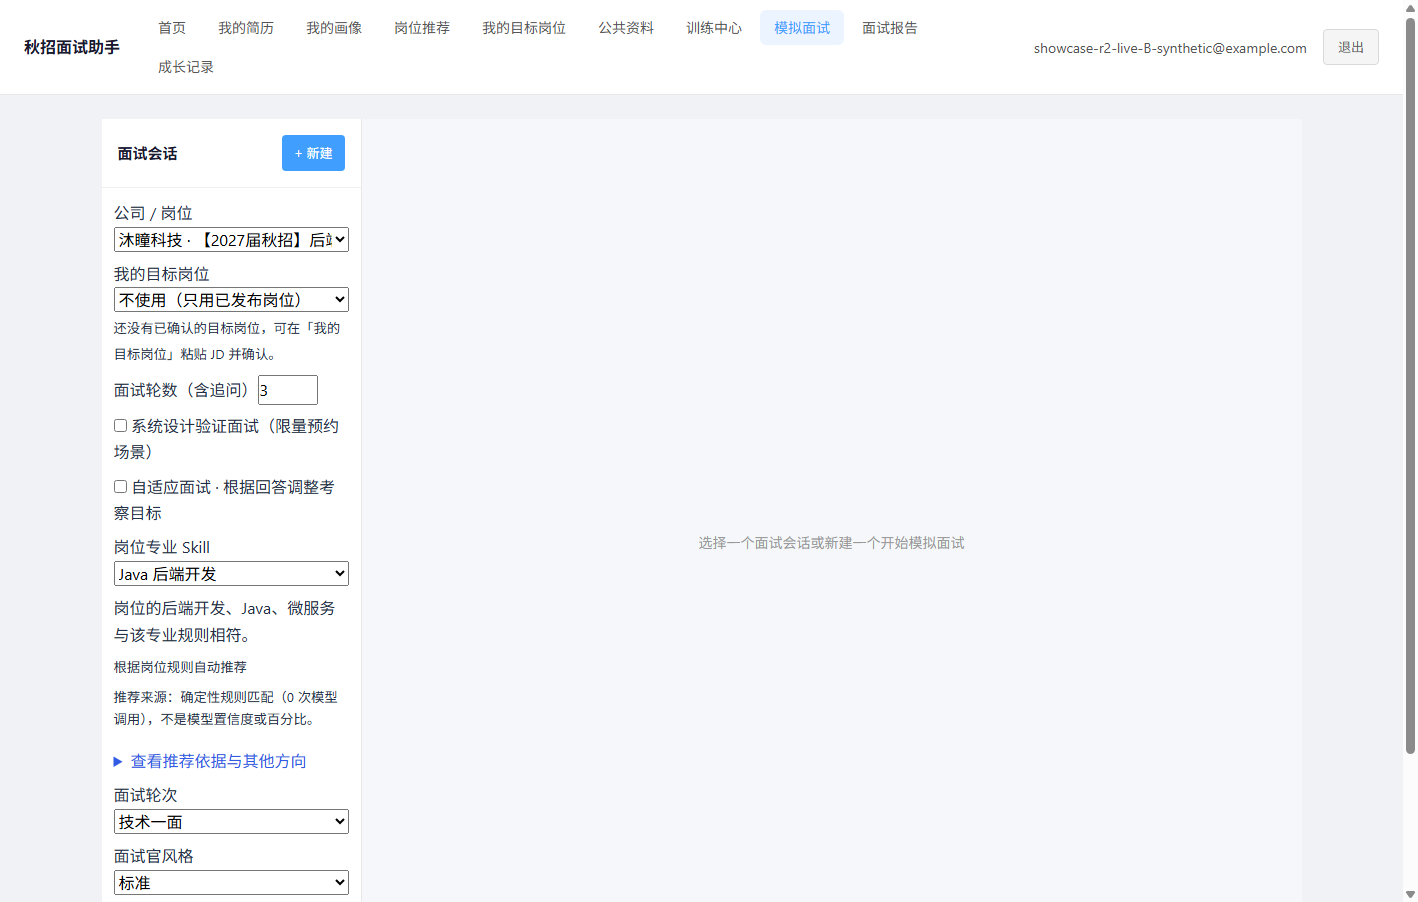 秋招面试助手
首页
我的简历
我的画像
岗位推荐
我的目标岗位
公共资料
训练中心
模拟面试
面试报告
成长记录
showcase-r2-live-B-synthetic@example.com
退出
面试会话
+ 新建
公司 / 岗位
沐瞳科技 · 【2027届秋招】后
我的目标岗位
不使用（只用已发布岗位）
还没有已确认的目标岗位，可在「我的
目标岗位」粘贴 JD 并确认。
面试轮数（含追问） 3
系统设计验证面试（限量预约
场景）
自适应面试 · 根据回答调整考
察目标
岗位专业 Skill
Java 后端开发
岗位的后端开发、Java、微服务
与该专业规则相符。
根据岗位规则自动推荐
推荐来源：确定性规则匹配（0 次模型
调用），不是模型置信度或百分比。
查看推荐依据与其他方向
面试轮次
技术一面
面试官风格
标准
选择一个面试会话或新建一个开始模拟面试